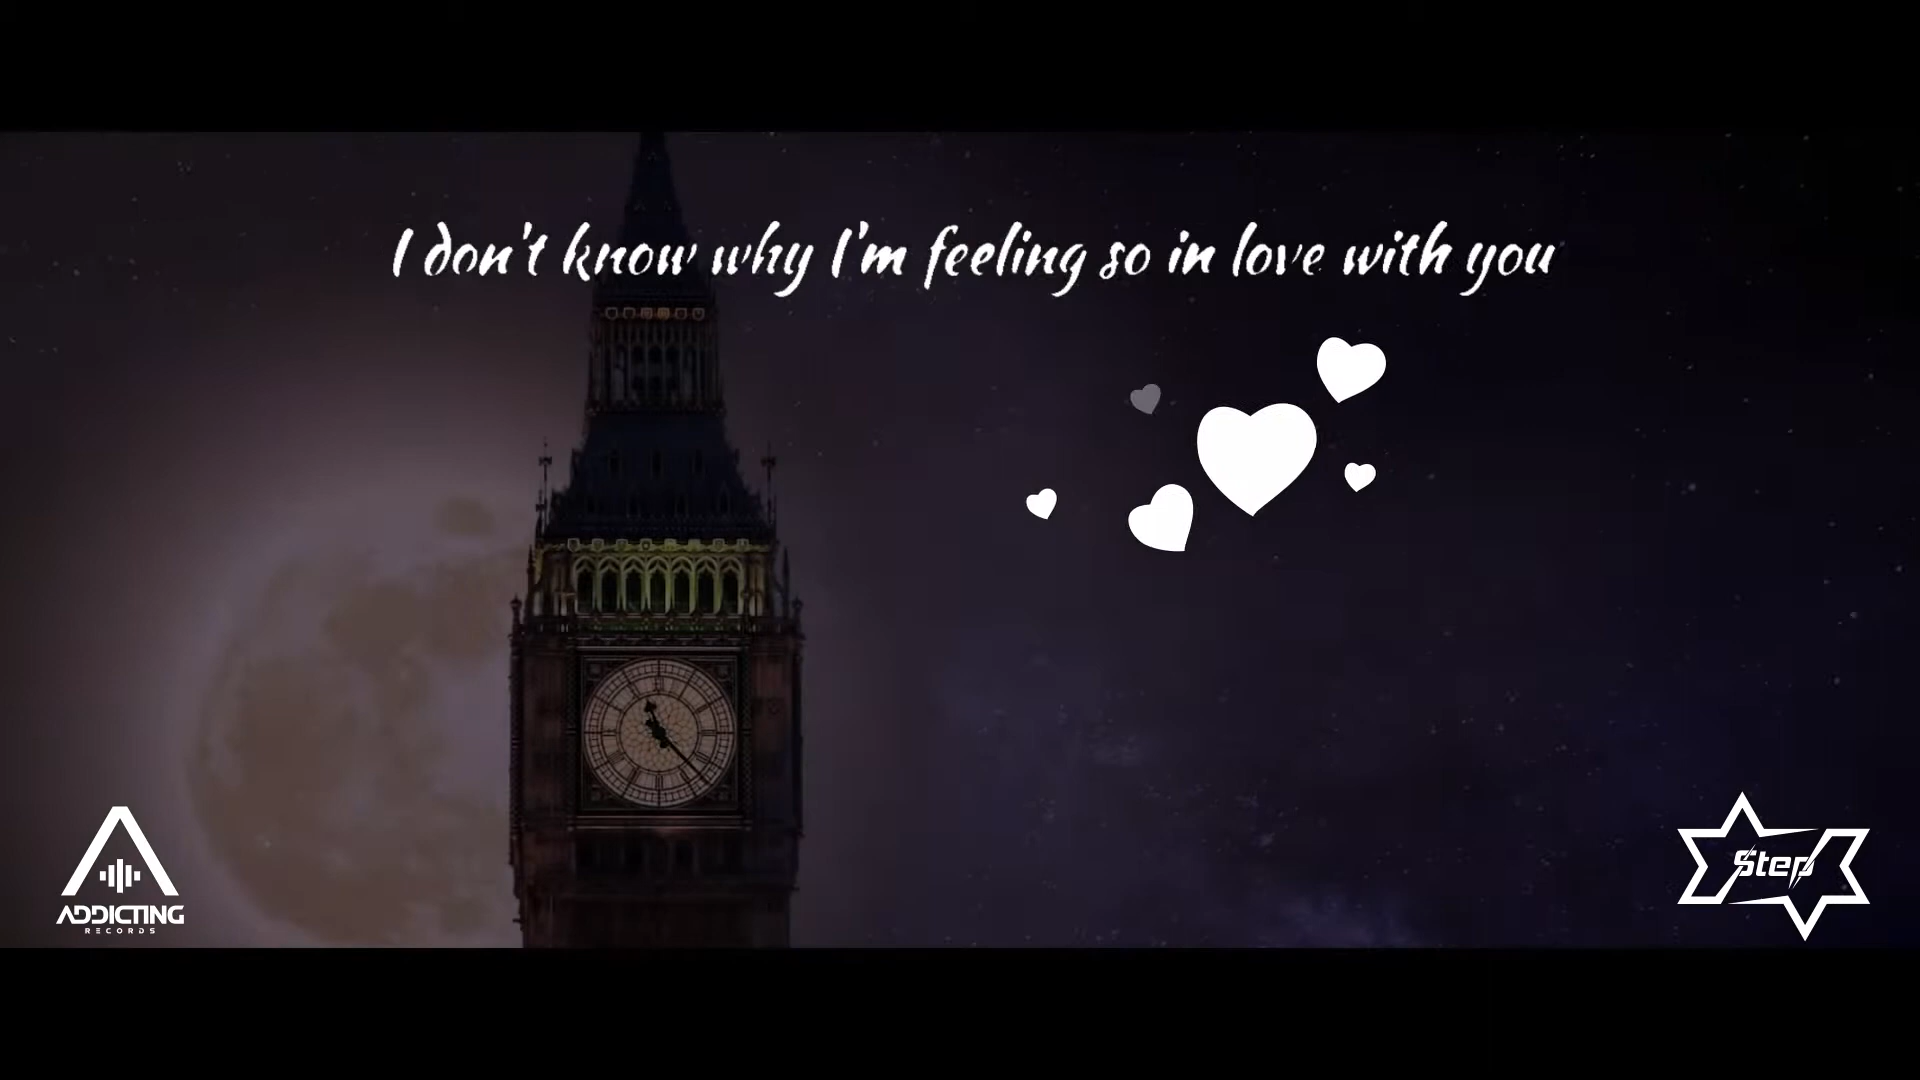 I don't know why I'm feeling so in love with you
Step
ADDICTING
RECORDS